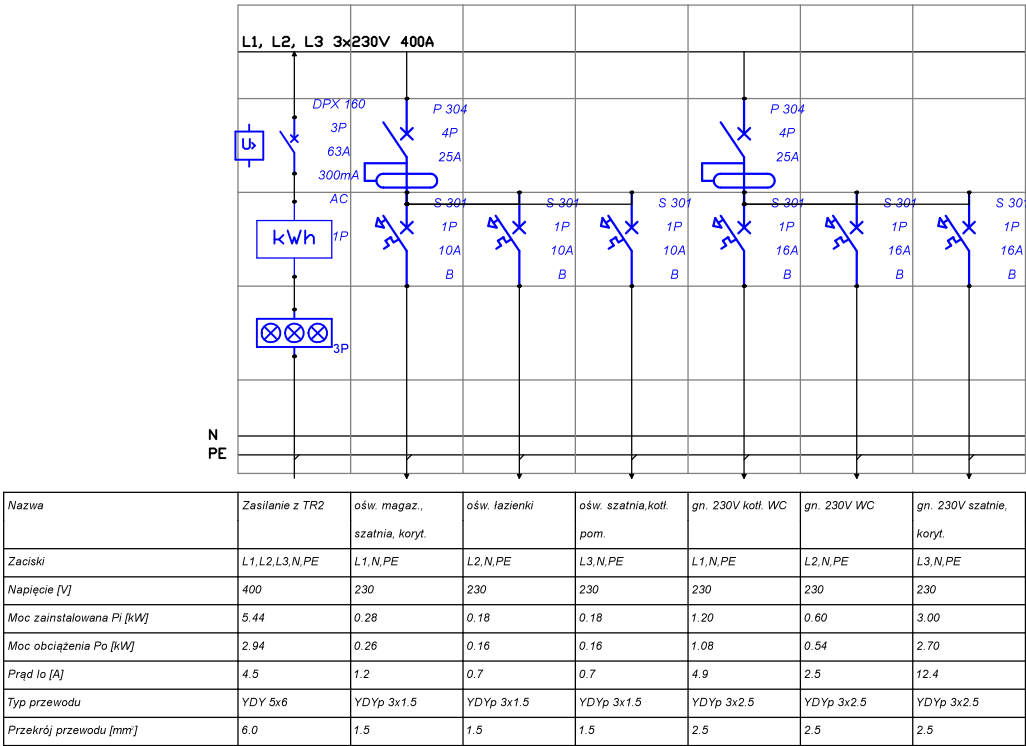 L1, L2, L3 3x230V 400A
DPX 160
3P
63A
300mA
AC
U>
kWh
1P
3P
P 304
4P
25A
P 304
4P
25A
S 301
1P
10A
B
S 301
1P
10A
B
S 301
1P
10A
B
S 301
1P
16A
B
S 301
1P
16A
B
S 301
1P
16A
B
N
PE
Nazwa Zasilanie z TR2 ośw. magaz., ośw. łazienki ośw. szatnia,kotł. gn. 230V kotł. WC gn. 230V WC gn. 230V szatnie,
szatnia, koryt. pom. koryt.
Zaciski L1,L2,L3,N,PE L1,N,PE L2,N,PE L3,N,PE L1,N,PE L2,N,PE L3,N,PE
Napięcie [V] 400 230 230 230 230 230 230
Moc zainstalowana Pi [kW] 5.44 0.28 0.18 0.18 1.20 0.60 3.00
Moc obciążenia Po [kW] 2.94 0.26 0.16 0.16 1.08 0.54 2.70
Prąd Io [A] 4.5 1.2 0.7 0.7 4.9 2.5 12.4
Typ przewodu YDY 5x6 YDYp 3x1.5 YDYp 3x1.5 YDYp 3x1.5 YDYp 3x2.5 YDYp 3x2.5 YDYp 3x2.5
Przekrój przewodu [mm²] 6.0 1.5 1.5 1.5 2.5 2.5 2.5